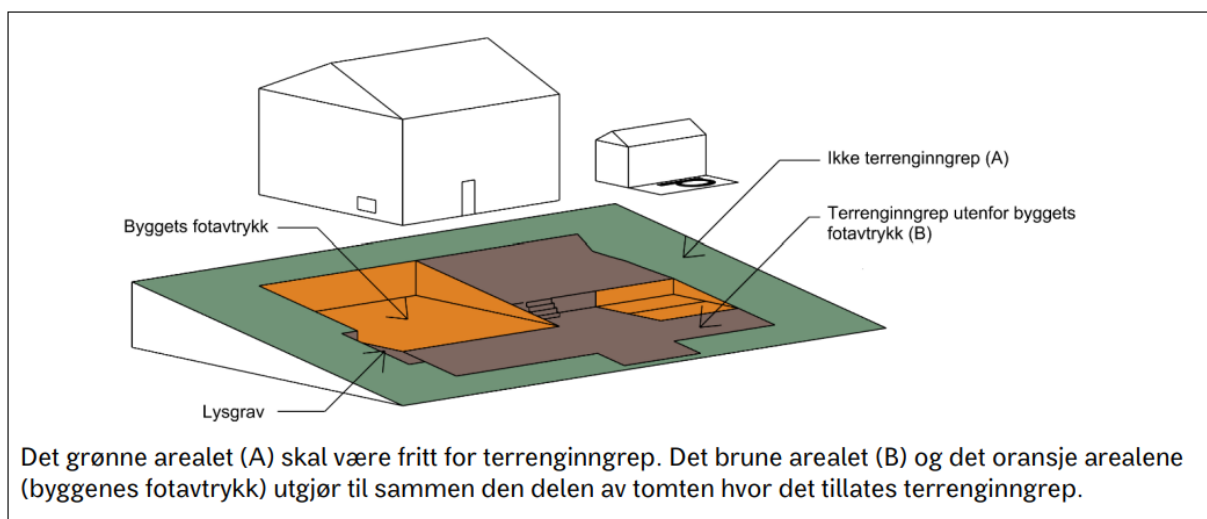 Ikke terrenginngrep (A)
Byggets fotavtrykk
Terrenginngrep utenfor byggets
fotavtrykk (B)
Lysgrav
Det grønne arealet (A) skal være fritt for terrenginngrep. Det brune arealet (B) og det oransje arealene
(byggenes fotavtrykk) utgjør til sammen den delen av tomten hvor det tillates terrenginngrep.